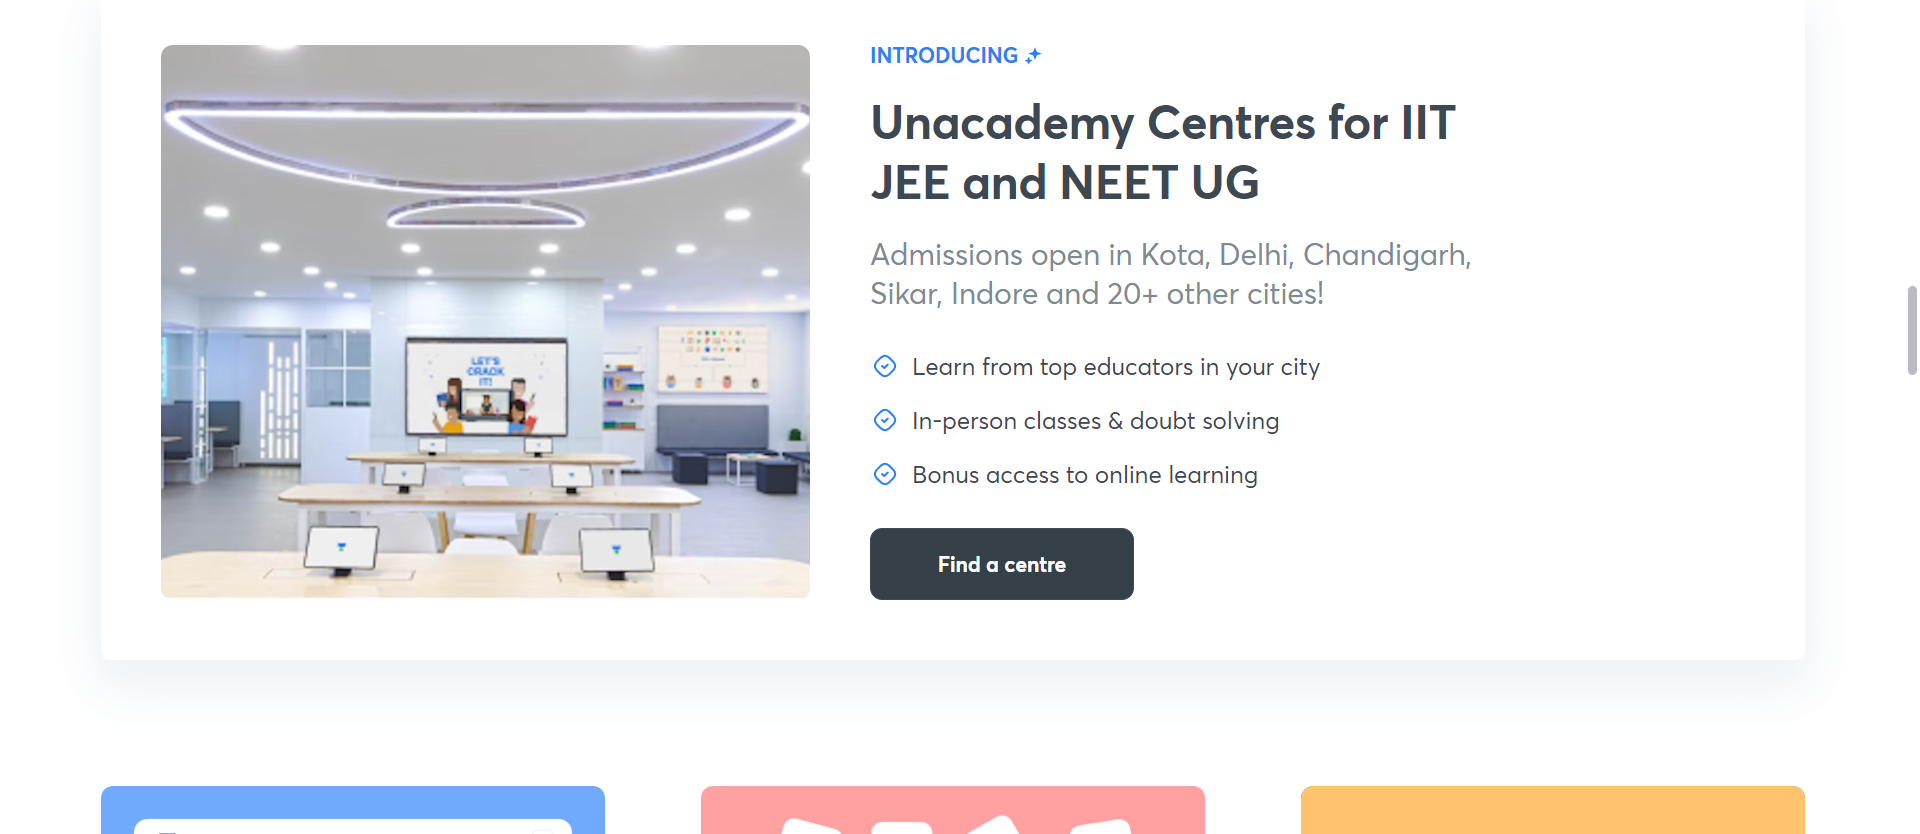 INTRODUCING
Unacademy Centres for IIT
JEE and NEET UG
Admissions open in Kota, Delhi, Chandigarh,
Sikar, Indore and 20+ other cities!
LET'S
CRACK
IT!
Learn from top educators in your city
In-person classes & doubt solving
Bonus access to online learning
Find a centre